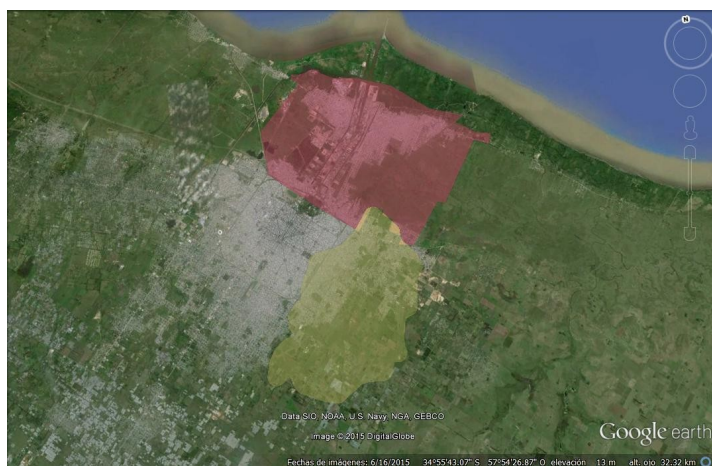 N
Data SIO, NOAA, U.S. Navy, NGA, GEBCO
Image © 2015 DigitalGlobe
Google earth
Fechas de imágenes: 6/16/2015 34°55'43.07" S 57°54'26.87" O elevación 13 m alt. ojo 32.32 km